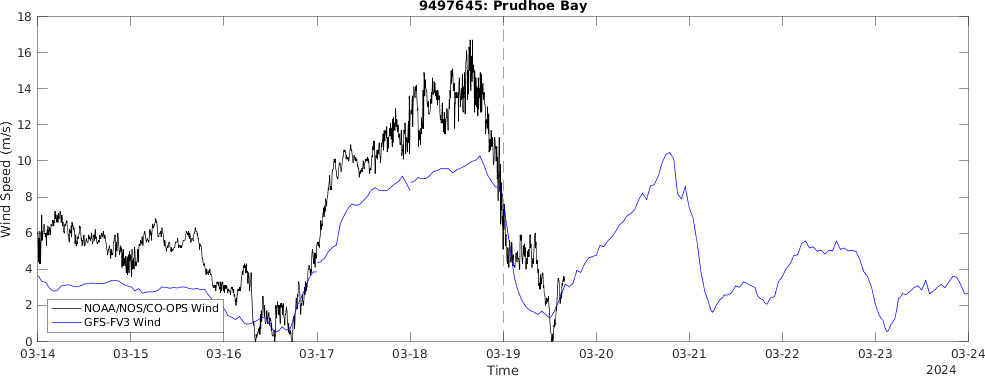 9497645: Prudhoe Bay
18
16
14
12
10
8
6
4
2
0
Wind Speed (m/s)
NOAA/NOS/CO-OPS Wind
GFS-FV3 Wind
03-14 03-15 03-16 03-17 03-18 03-19 03-20 03-21 03-22 03-23 03-24
Time
2024